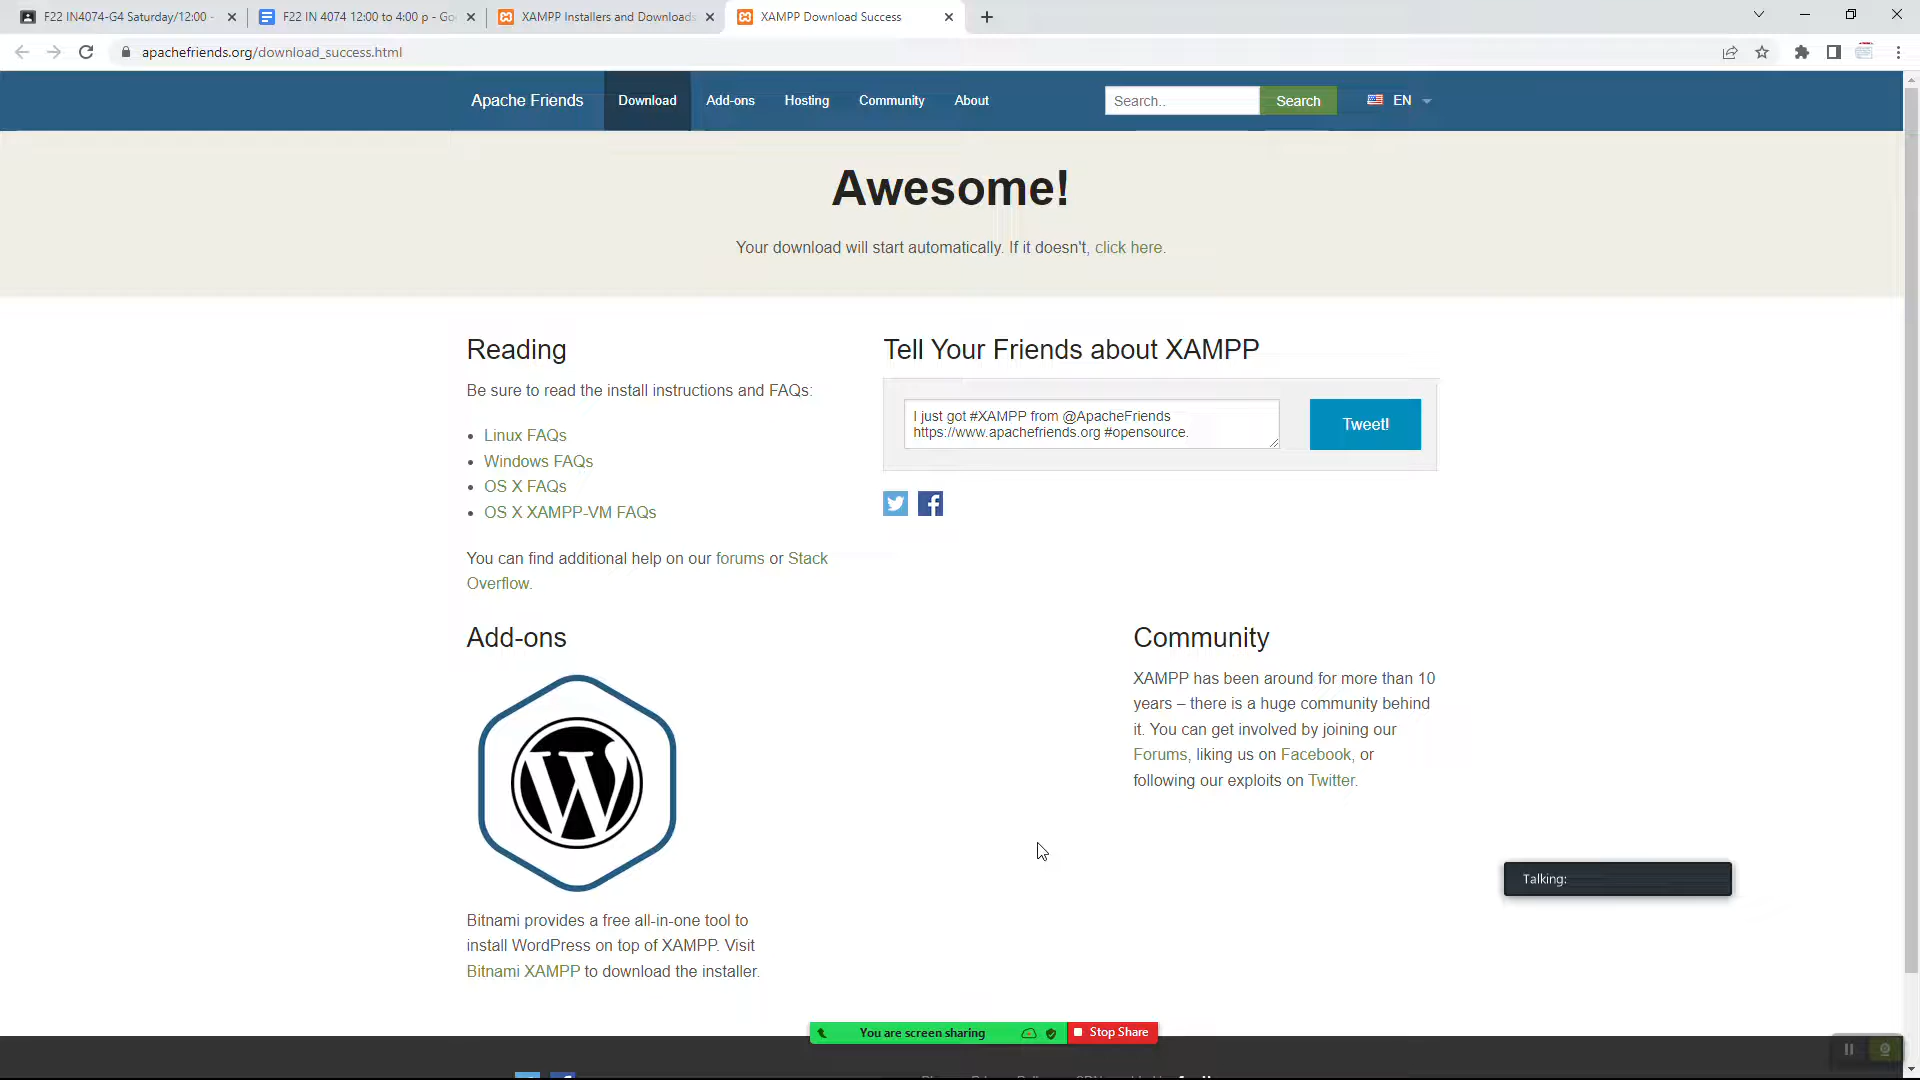 F22 IN4074-G4 Saturday/12:00 -
F22 IN 4074 12:00 to 4:00 p - Go
XAMPP Installers and Downloads
XAMPP Download Success
apachefriends.org/download_success.html
Apache Friends
Download
Add-ons
Hosting
Community
About
Search..
Search
EN
Awesome!
Your download will start automatically. If it doesn't, click here.
Reading
Be sure to read the install instructions and FAQs:
Linux FAQs
Windows FAQs
OS X FAQs
OS X XAMPP-VM FAQs
You can find additional help on our forums or Stack
Overflow.
Tell Your Friends about XAMPP
I just got #XAMPP from @ApacheFriends
https://www.apachefriends.org #opensource.
Tweet!
Add-ons
Bitnami provides a free all-in-one tool to
install WordPress on top of XAMPP. Visit
Bitnami XAMPP to download the installer.
Community
XAMPP has been around for more than 10
years – there is a huge community behind
it. You can get involved by joining our
Forums, liking us on Facebook, or
following our exploits on Twitter.
Talking:
You are screen sharing
Stop Share